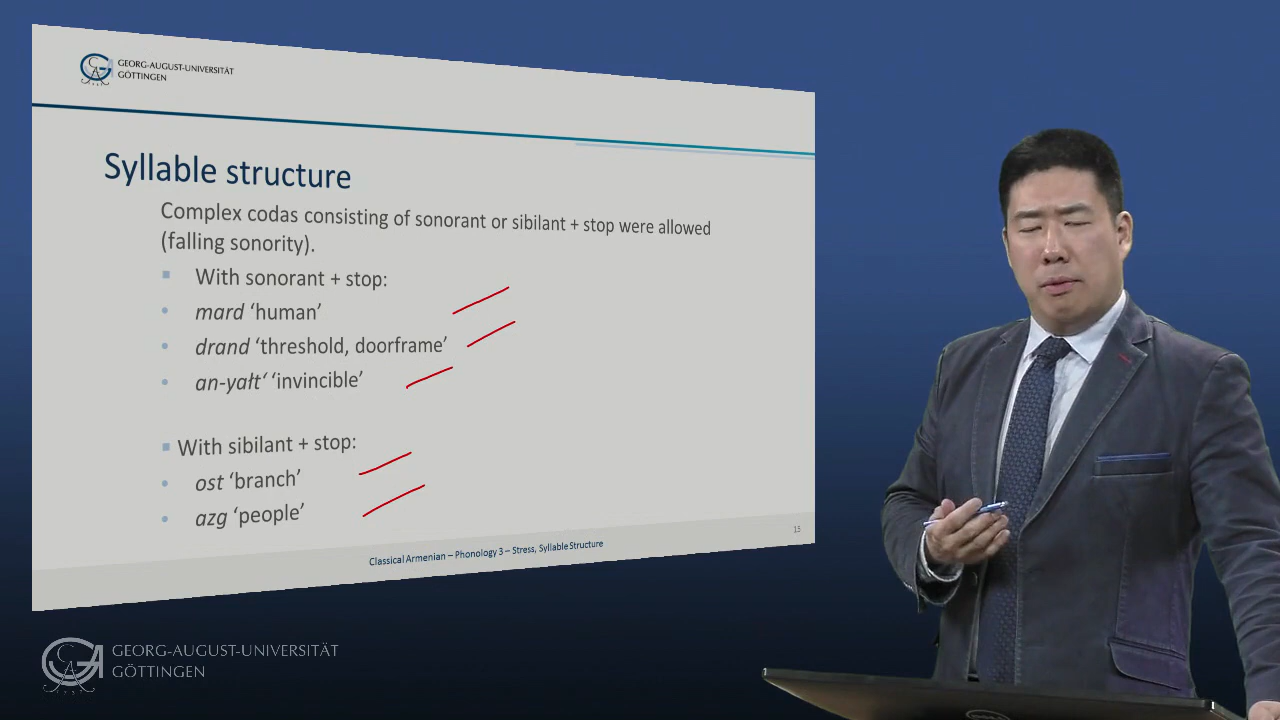 GEORG-AUGUST-UNIVERSITÄT
GÖTTINGEN
Syllable structure
Complex codas consisting of sonorant or sibilant + stop were allowed
(falling sonority).
With sonorant + stop:
mard ‘human’
drand ‘threshold, doorframe’
an-yałt‘ ‘invincible’
With sibilant + stop:
ost ‘branch’
azg ‘people’
15
Classical Armenian – Phonology 3 – Stress, Syllable Structure
GEORG-AUGUST-UNIVERSITÄT
GÖTTINGEN